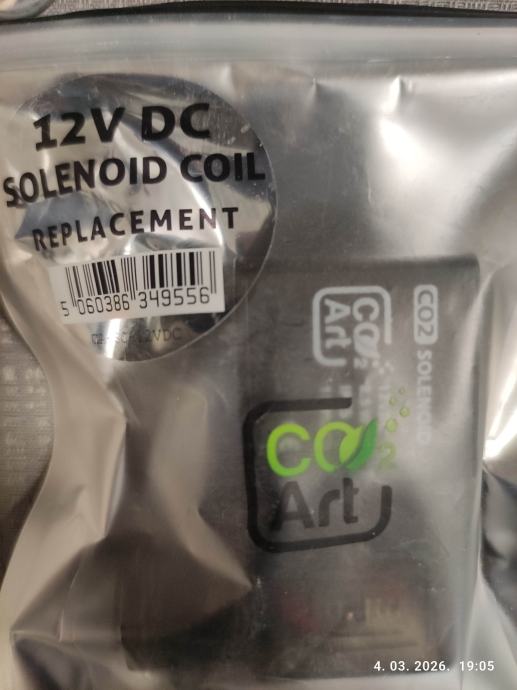 12V DC
SOLENOID COIL
REPLACEMENT
5 060386 349556
12VDC
CO2
Art
CO2 SOLENOID
CO2
Art
4. 03. 2026. 19:05